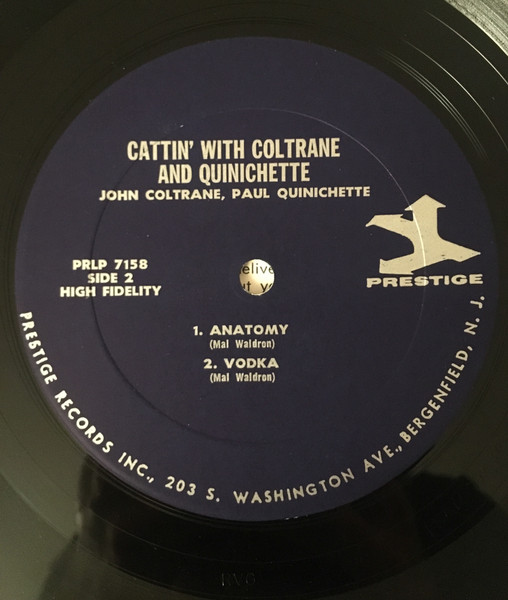 CATTIN' WITH COLTRANE
AND QUINICHETTE
JOHN COLTRANE, PAUL QUINICHETTE
PRESTIGE
PRLP 7158
SIDE 2
HIGH FIDELITY
1. ANATOMY
(Mal Waldron)
2. VODKA
(Mal Waldron)
PRESTIGE RECORDS INC., 203 S. WASHINGTON AVE., BERGENFIELD, N. J.